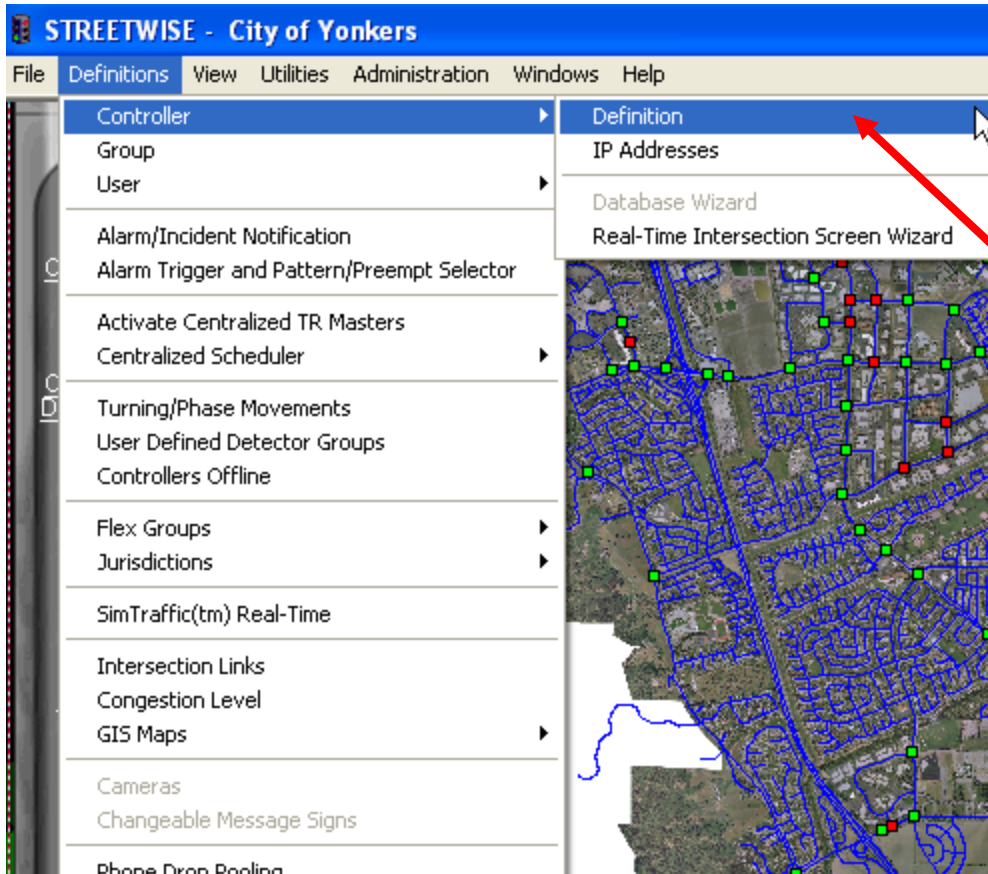 STREETWISE - City of Yonkers
File Definitions View Utilities Administration Windows Help
Controller
Definition
Group
IP Addresses
User
Database Wizard
Alarm/Incident Notification
Real-Time Intersection Screen Wizard
Alarm Trigger and Pattern/Preempt Selector
Activate Centralized TR Masters
Centralized Scheduler
Turning/Phase Movements
User Defined Detector Groups
Controllers Offline
Flex Groups
Jurisdictions
SimTraffic(tm) Real-Time
Intersection Links
Congestion Level
GIS Maps
Cameras
Changeable Message Signs
Phone Drop Pooling